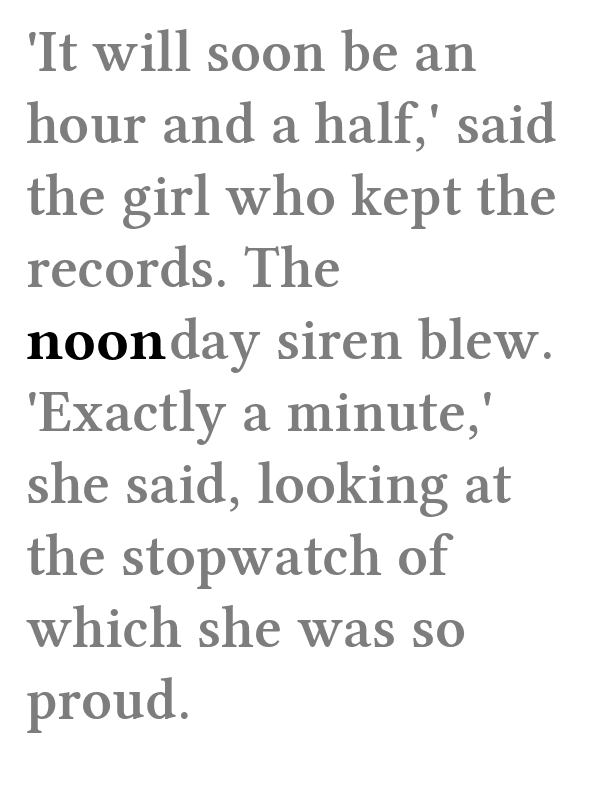 'It will soon be an
hour and a half,' said
the girl who kept the
records. The
noonday siren blew.
'Exactly a minute,'
she said, looking at
the stopwatch of
which she was so
proud.